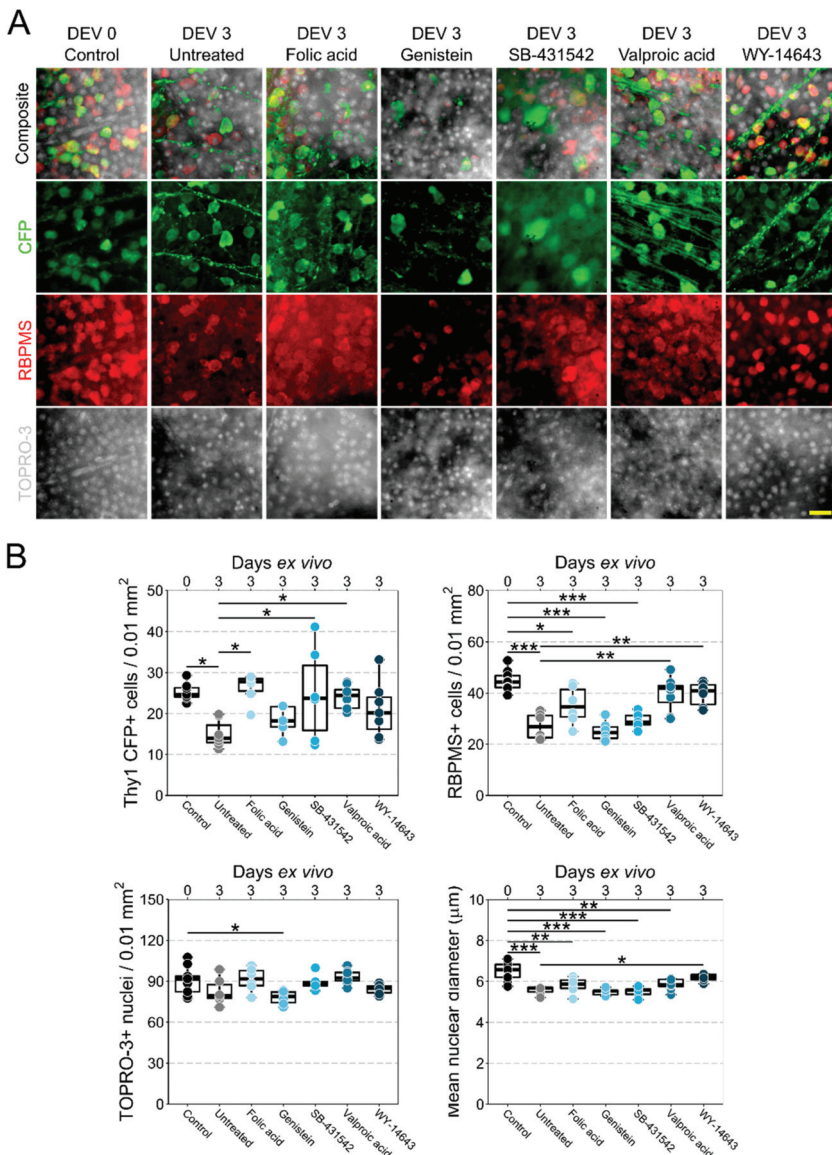 A
DEV 0 DEV 3 DEV 3 DEV 3 DEV 3 DEV 3 DEV 3
Control Untreated Folic acid Genistein SB-431542 Valproic acid WY-14643
Composite
CFP
RBPMS
TOPRO-3
B
Days ex vivo
0 3 3 3 3 3 3
50
40
30
20
10
0
Thy1 CFP+ cells / 0.01 mm²
* * * *
Control Untreated Folic acid Genistein SB-431542 Valproic acid WY-14643
Days ex vivo
0 3 3 3 3 3 3
80
60
40
20
0
RBPMS+ cells / 0.01 mm²
***
***
*
*** **
**
Control Untreated Folic acid Genistein SB-431542 Valproic acid WY-14643
Days ex vivo
0 3 3 3 3 3 3
150
120
90
60
30
0
TOPRO-3+ nuclei / 0.01 mm²
*
Control Untreated Folic acid Genistein SB-431542 Valproic acid WY-14643
Days ex vivo
0 3 3 3 3 3 3
10
8
6
4
2
0
Mean nuclear diameter (μm)
**
***
***
**
***
*
Control Untreated Folic acid Genistein SB-431542 Valproic acid WY-14643